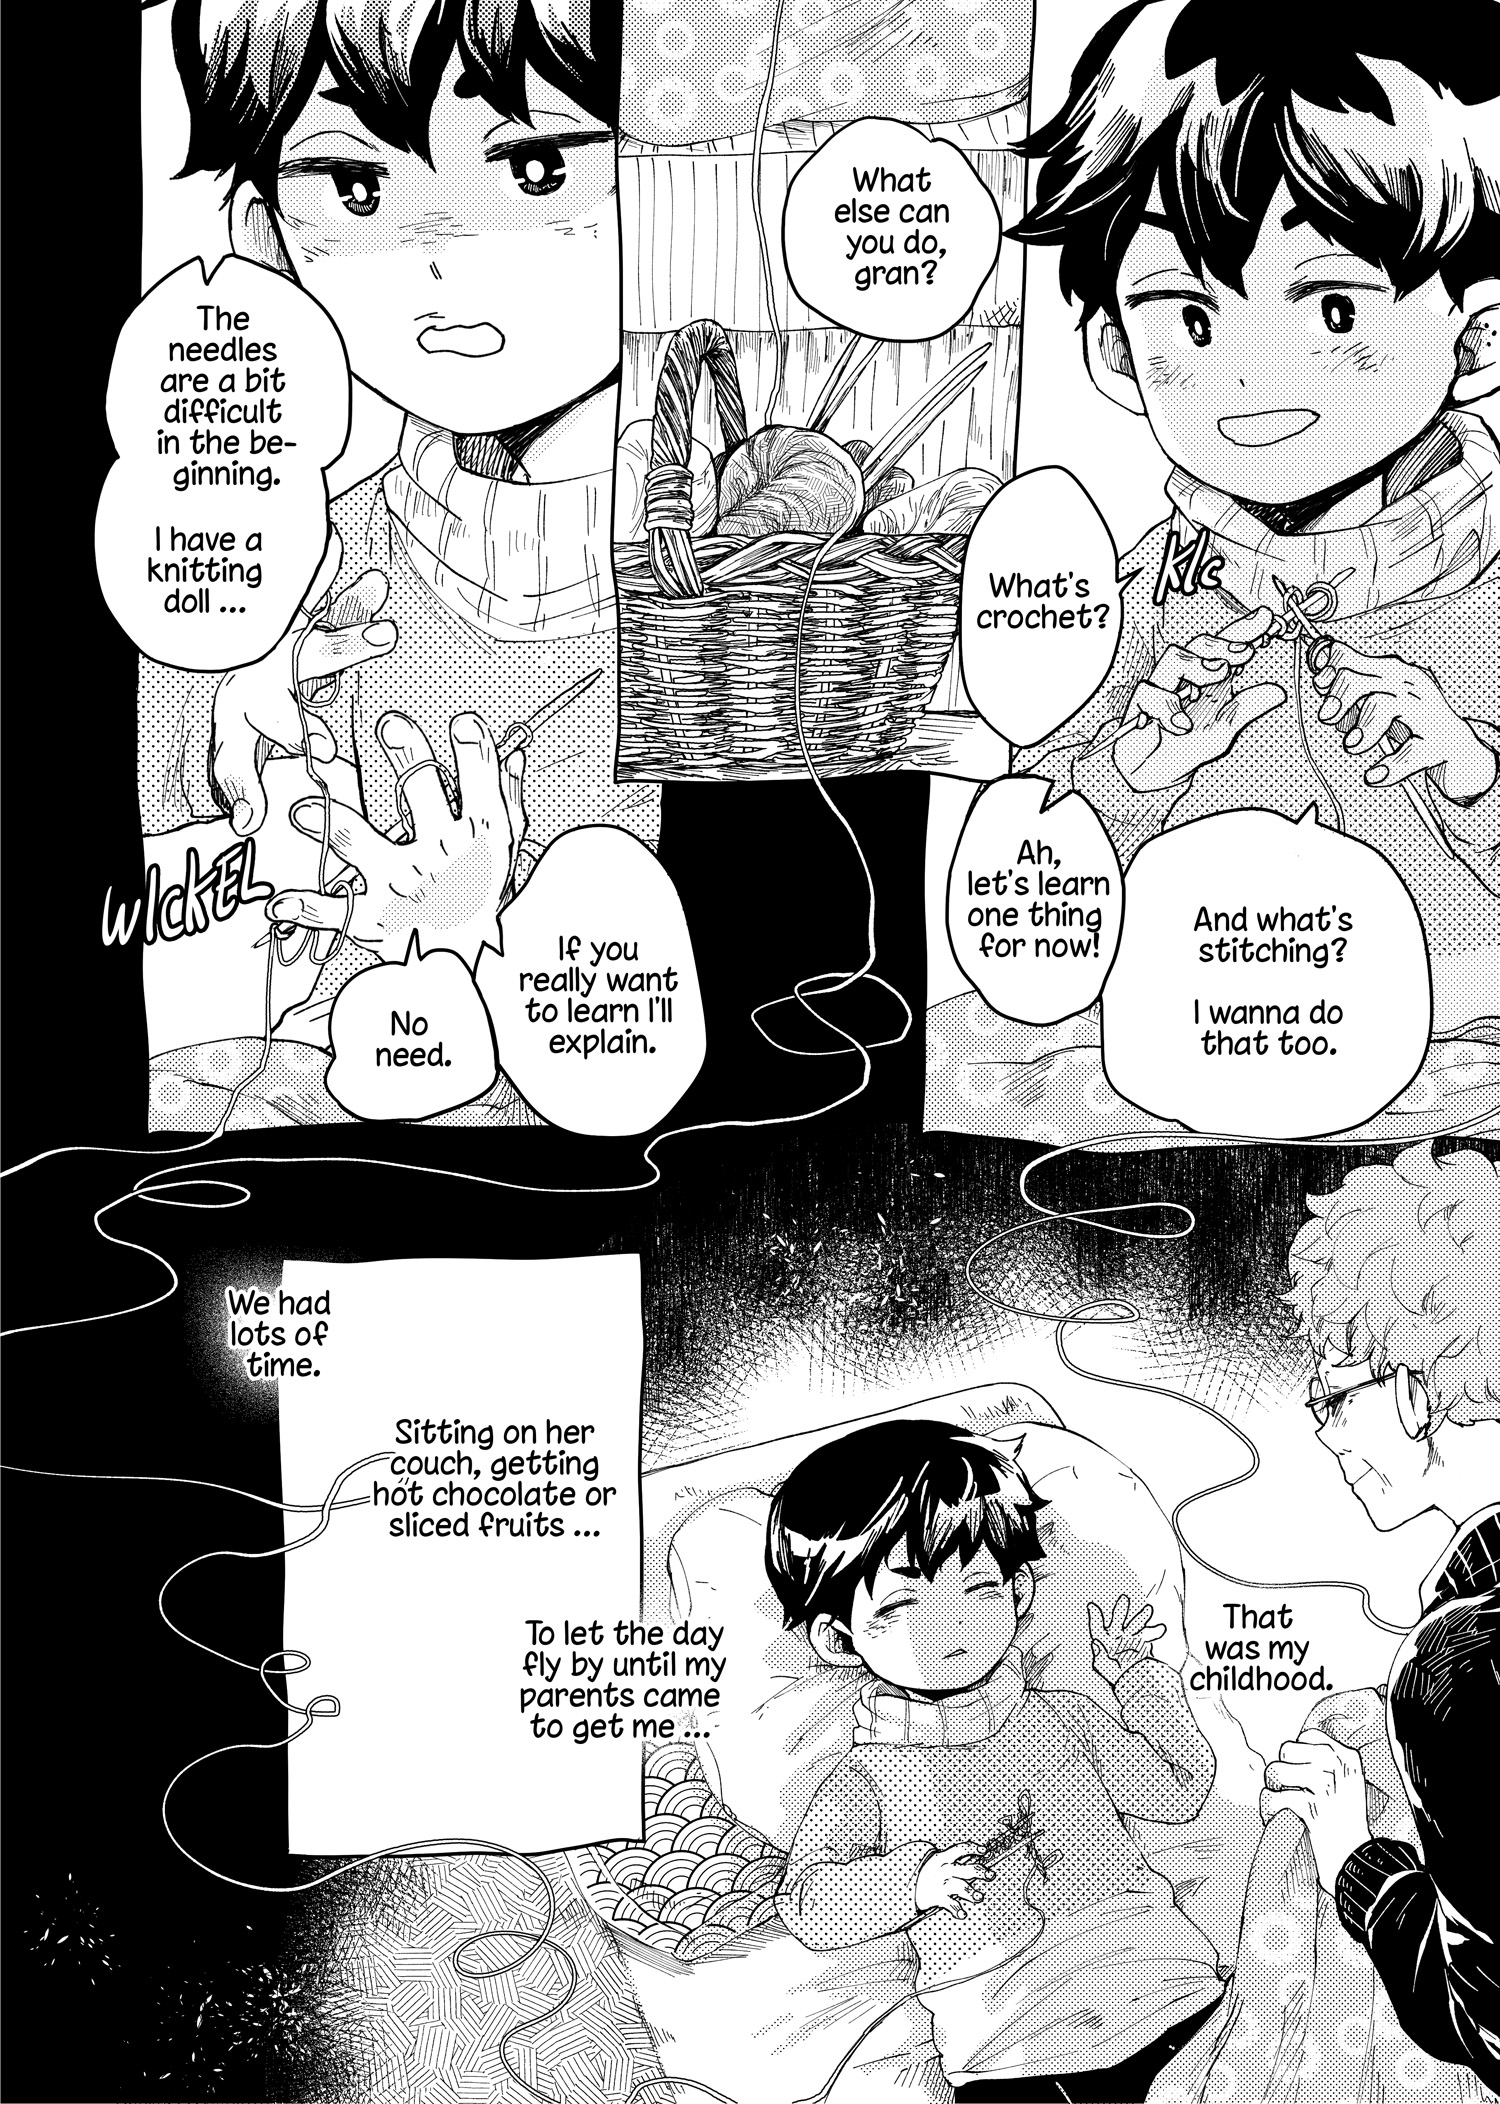 The
needles
are a bit
difficult
in the be-
ginning.
I have a
knitting
doll ...
WICKEL
No
need.
If you
really want
to learn I'll
explain.
What
else can
you do,
gran?
What's
crochet?
klc
Ah,
let's learn
one thing
for now!
And what's
stitching?
I wanna do
that too.
We had
lots of
time.
Sitting on her
couch, getting
hot chocolate or
sliced fruits ...
To let the day
fly by until my
parents came
to get me ...
That
was my
childhood.